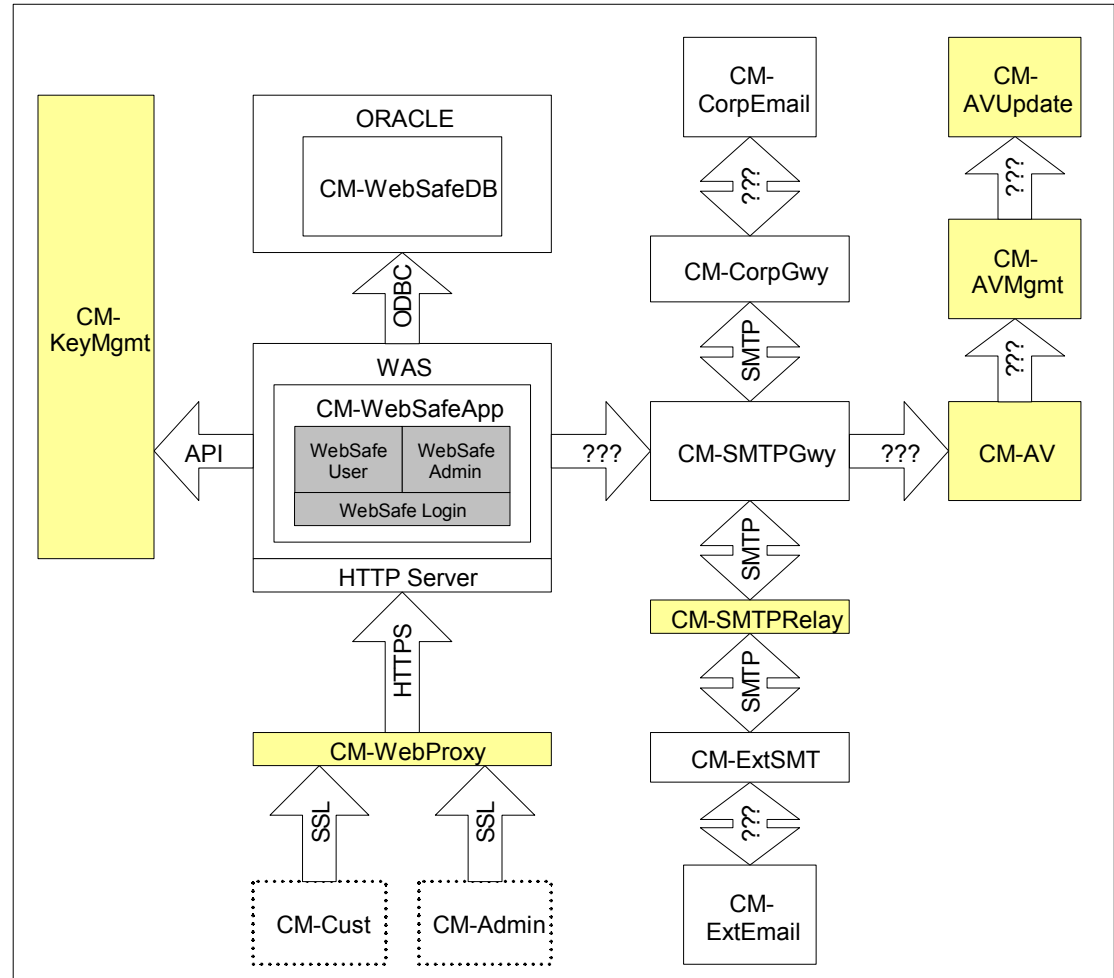 CM-
CorpEmail
CM-
AVUpdate
ORACLE
CM-WebSafeDB
???
???
CM-CorpGwy
CM-
AVMgmt
CM-
KeyMgmt
ODBC
SMTP
???
WAS
CM-WebSafeApp
WebSafe
User
WebSafe
Admin
WebSafe Login
API
???
CM-SMTPGwy
???
CM-AV
HTTP Server
SMTP
CM-SMTPRelay
HTTPS
SMTP
CM-WebProxy
CM-ExtSMT
SSL
SSL
???
CM-Cust
CM-Admin
CM-
ExtEmail